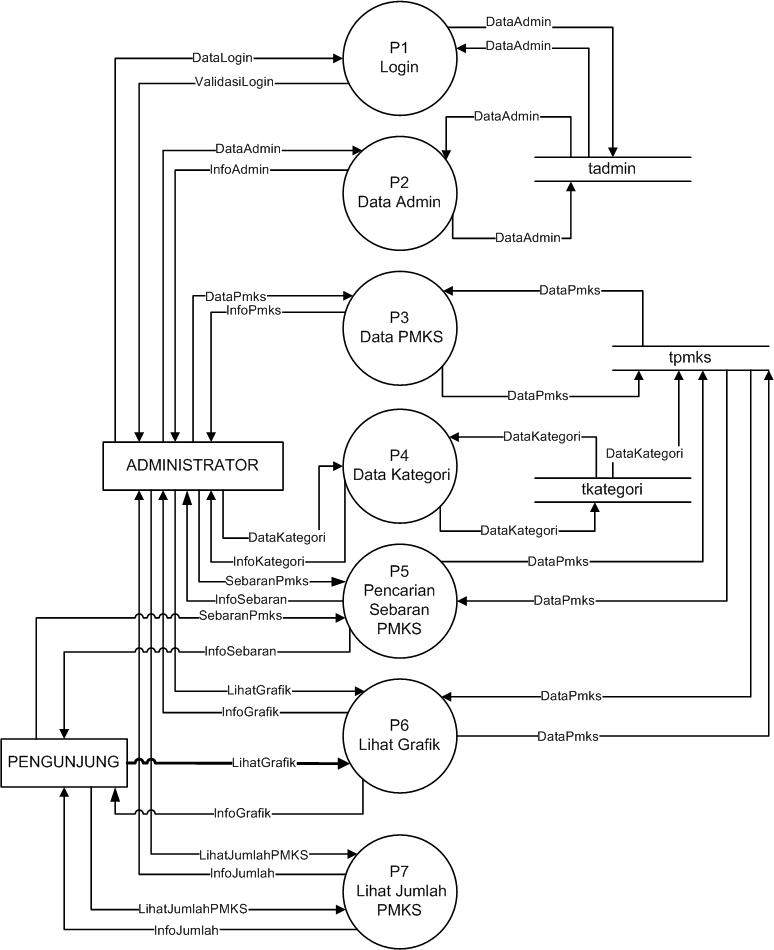 DataAdmin
P1
Login
DataAdmin
DataLogin
ValidasiLogin
DataAdmin
DataAdmin
InfoAdmin
P2
Data Admin
tadmin
DataAdmin
DataPmks
DataPmks
InfoPmks
P3
Data PMKS
tpmks
DataPmks
DataKategori
P4
Data Kategori
DataKategori
ADMINISTRATOR
tkategori
DataKategori
DataKategori
InfoKategori
DataPmks
SebaranPmks
P5
Pencarian
Sebaran
PMKS
InfoSebaran
DataPmks
SebaranPmks
InfoSebaran
LihatGrafik
DataPmks
InfoGrafik
P6
Lihat Grafik
DataPmks
PENGUNJUNG
LihatGrafik
InfoGrafik
LihatJumlahPMKS
InfoJumlah
P7
Lihat Jumlah
PMKS
LihatJumlahPMKS
InfoJumlah